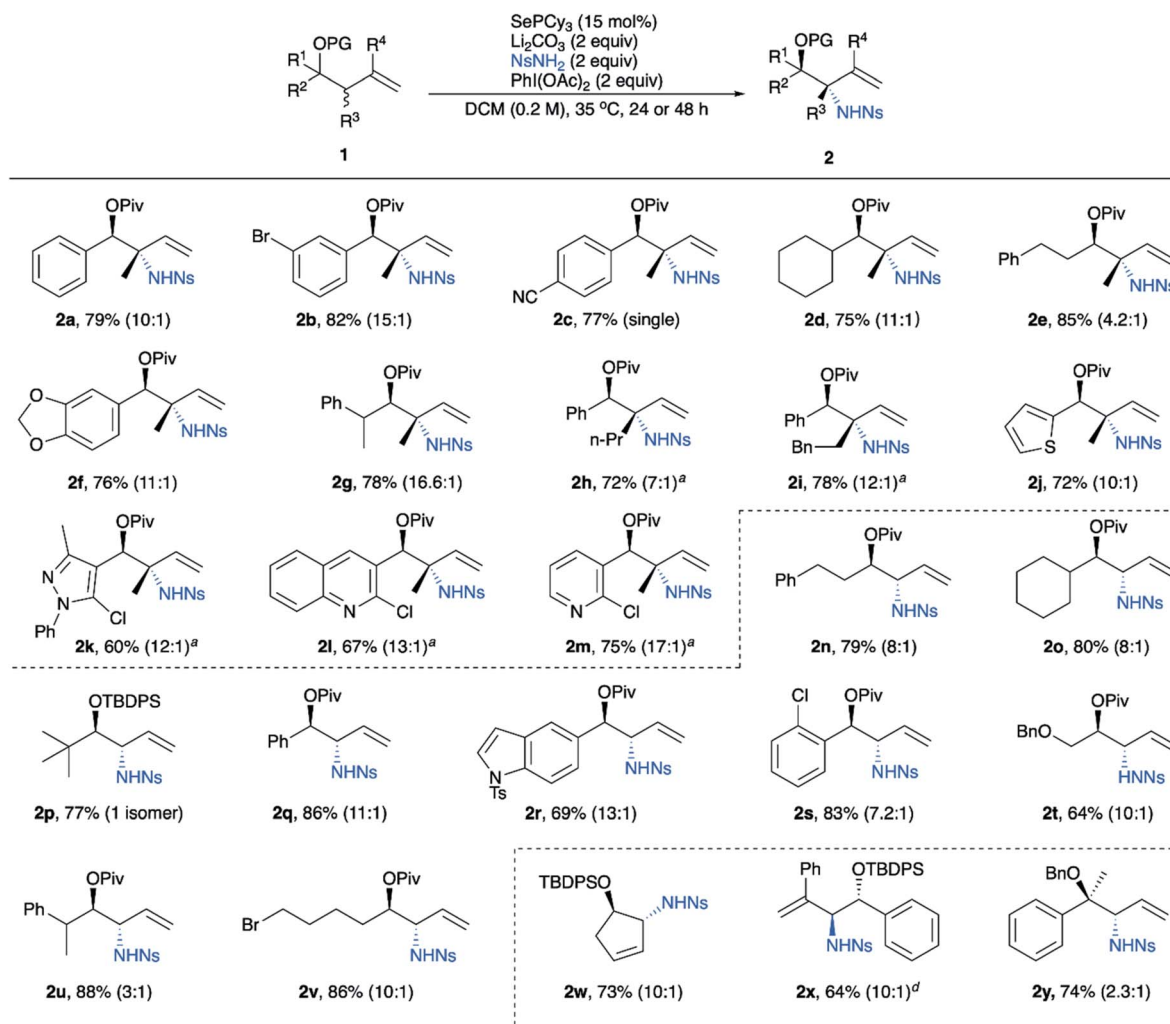 SePCy3 (15 mol%)
Li2CO3 (2 equiv)
NsNH2 (2 equiv)
PhI(OAc)2 (2 equiv)
DCM (0.2 M), 35 ºC, 24 or 48 h
R1 OPG R4
R2
R3
1
R1 OPG R4
R2
R3 NHNs
2
OPiv
NHNs
2a, 79% (10:1)
Br OPiv
NHNs
2b, 82% (15:1)
OPiv
NC NHNs
2c, 77% (single)
OPiv
NHNs
2d, 75% (11:1)
OPiv
Ph
NHNs
2e, 85% (4.2:1)
OPiv
O
O NHNs
2f, 76% (11:1)
OPiv
Ph
NHNs
2g, 78% (16.6:1)
OPiv
Ph
n-Pr NHNs
2h, 72% (7:1)a
OPiv
Ph
Bn NHNs
2i, 78% (12:1)a
OPiv
S NHNs
2j, 72% (10:1)
OPiv
N
N Cl NHNs
Ph
2k, 60% (12:1)a
OPiv
N Cl NHNs
2l, 67% (13:1)a
OPiv
N Cl NHNs
2m, 75% (17:1)a
OPiv
Ph
NHNs
2n, 79% (8:1)
OPiv
NHNs
2o, 80% (8:1)
OTBDPS
NHNs
2p, 77% (1 isomer)
OPiv
Ph
NHNs
2q, 86% (11:1)
OPiv
N
Ts NHNs
2r, 69% (13:1)
Cl OPiv
NHNs
2s, 83% (7.2:1)
OPiv
BnO
HNNs
2t, 64% (10:1)
OPiv
Ph
NHNs
2u, 88% (3:1)
OPiv
Br
NHNs
2v, 86% (10:1)
TBDPSO NHNs
2w, 73% (10:1)
Ph OTBDPS
NHNs
2x, 64% (10:1)d
BnO
NHNs
2y, 74% (2.3:1)